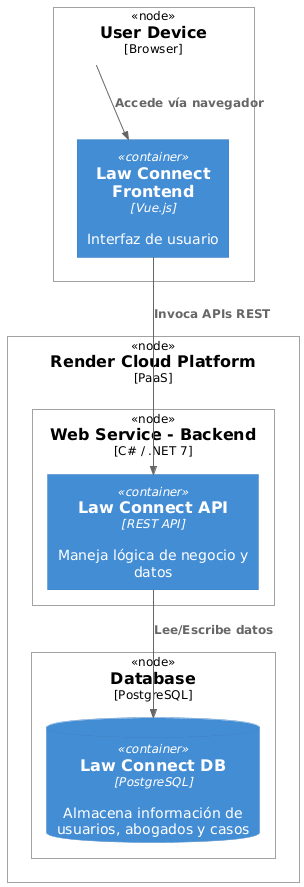 «node»
User Device
[Browser]
Accede vía navegador
«container»
Law Connect
Frontend
[Vue.js]
Interfaz de usuario
Invoca APIs REST
«node»
Render Cloud Platform
[PaaS]
«node»
Web Service - Backend
[C# / .NET 7]
«container»
Law Connect API
[REST API]
Maneja lógica de negocio y
datos
Lee/Escribe datos
«node»
Database
[PostgreSQL]
«container»
Law Connect DB
[PostgreSQL]
Almacena información de
usuarios, abogados y casos